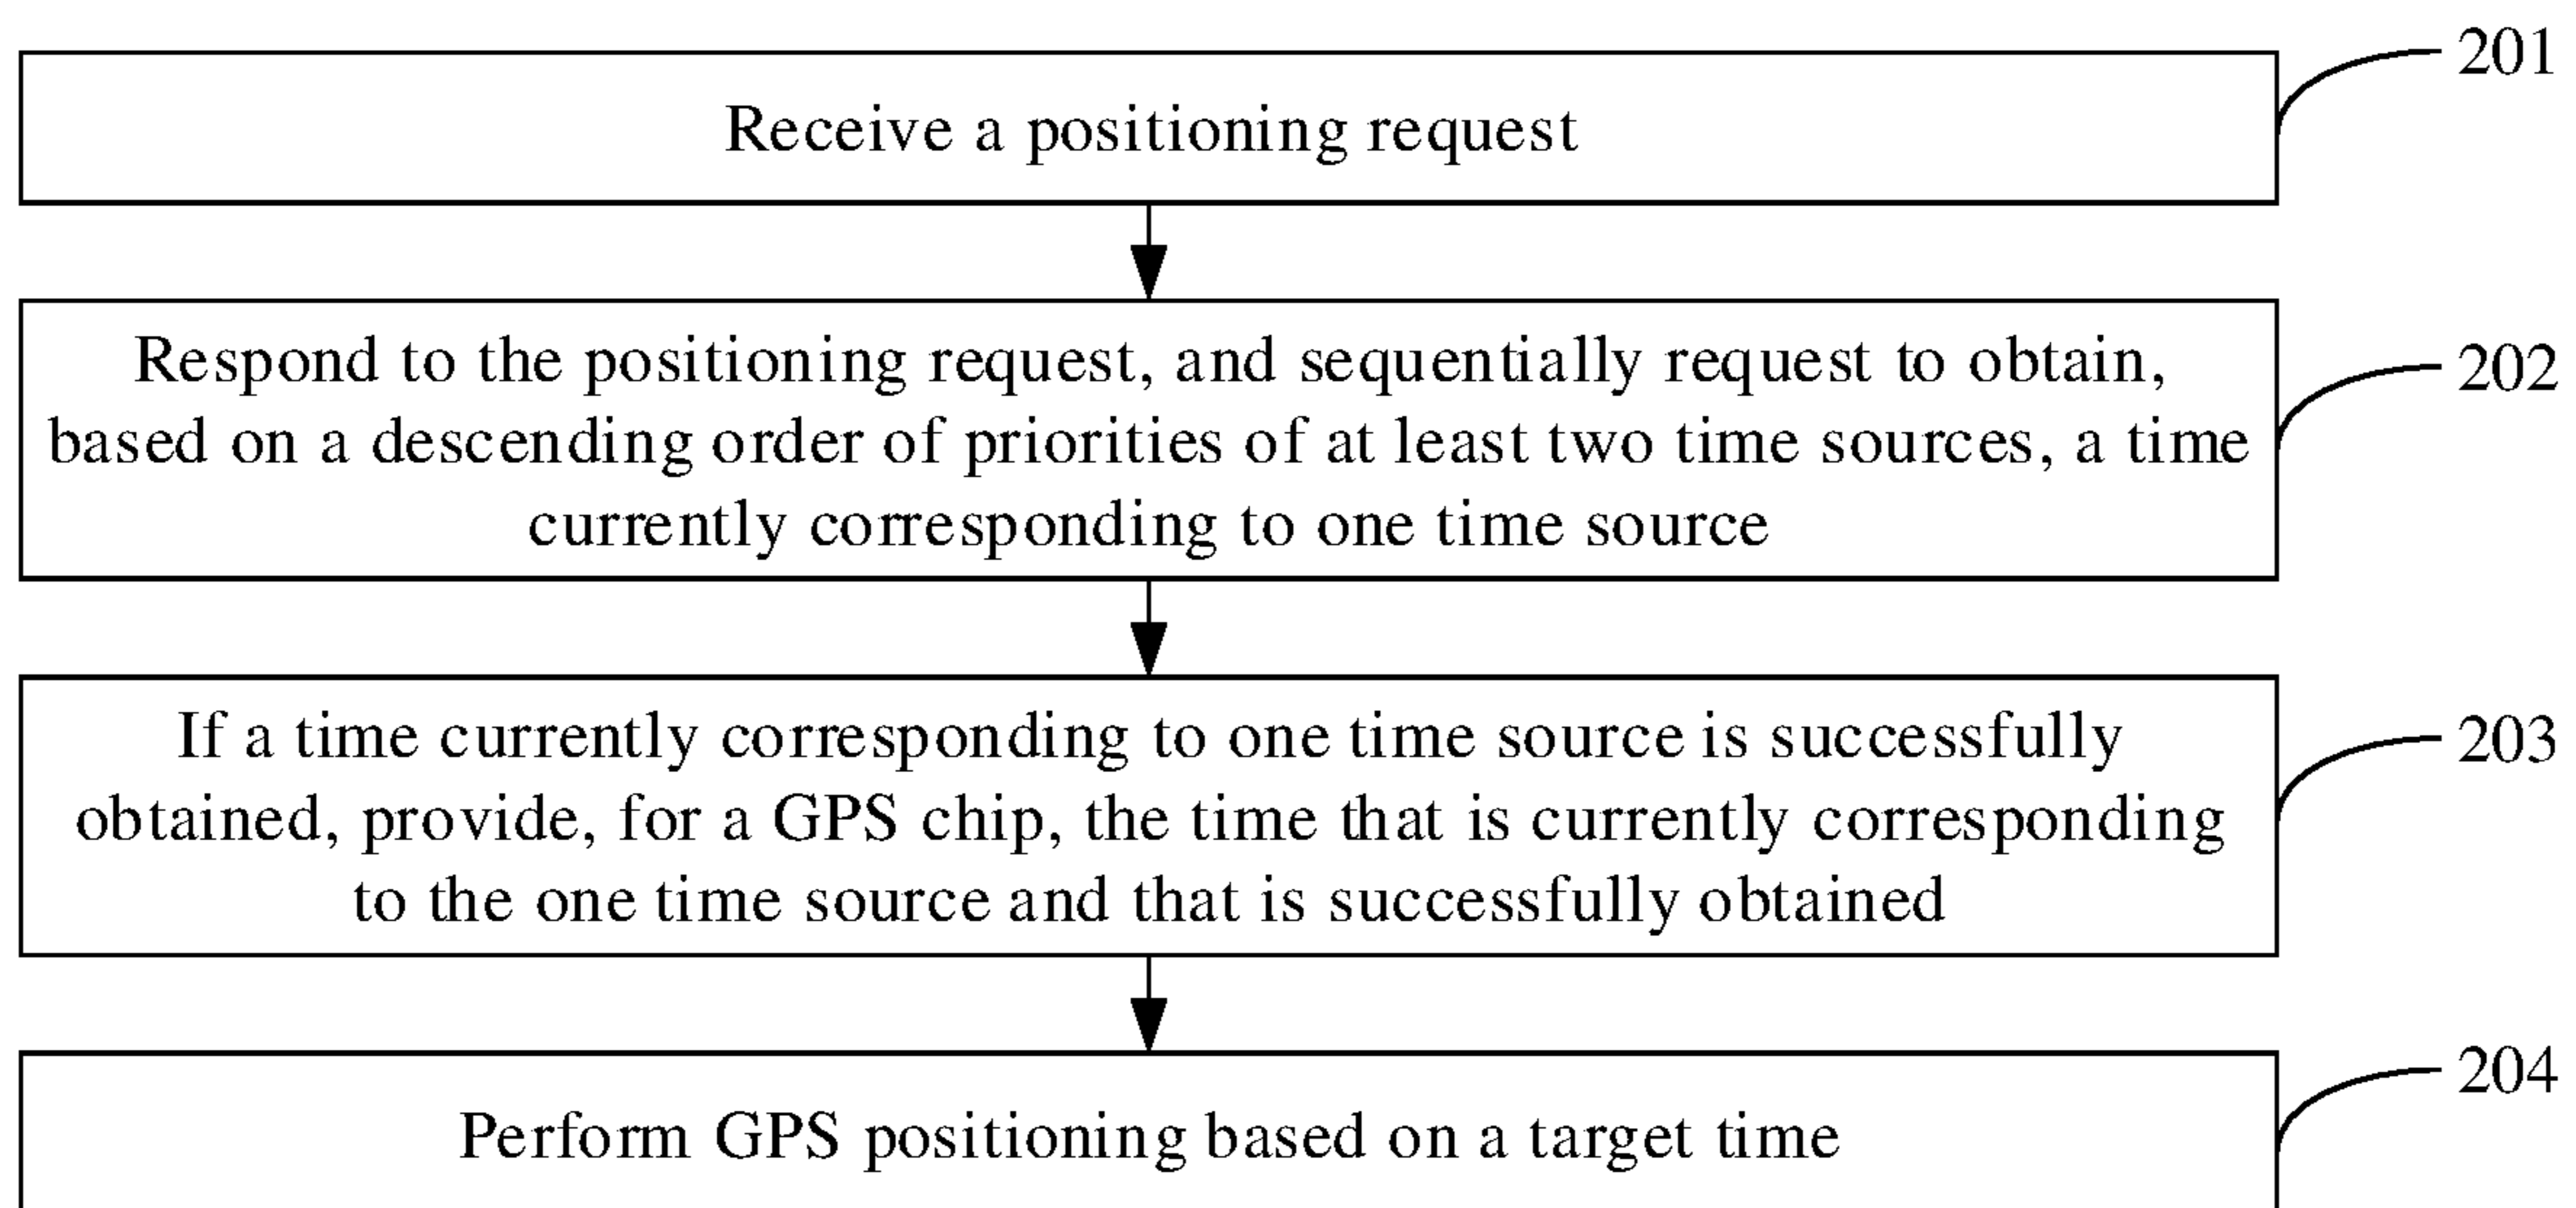 201
Receive a positioning request
Respond to the positioning request, and sequentially request to obtain,
202
based on a descending order of priorities of at least two time sources, a time
currently corresponding to one time source
If a time currently corresponding to one time source is successfully
203
obtained, provide, for a GPS chip, the time that is currently corresponding
to the one time source and that is successfully obtained
204
Perform GPS positioning based on a target time